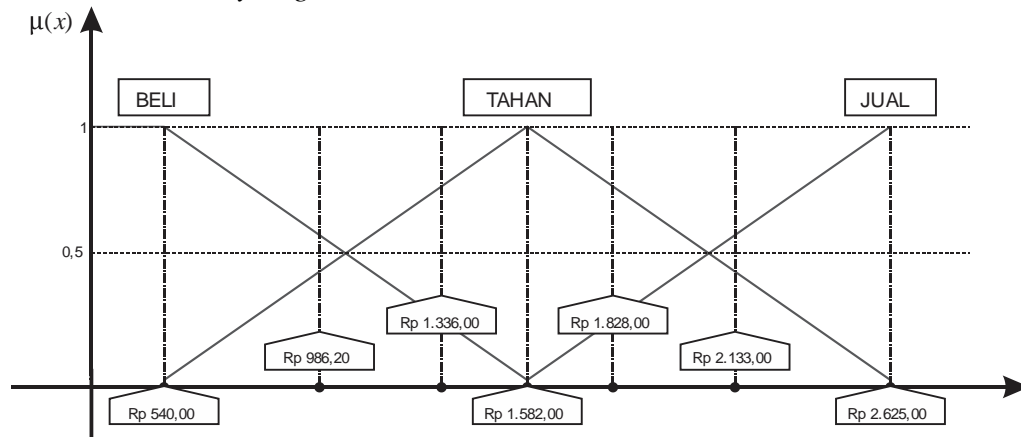 μ(x)
BELI
TAHAN
JUAL
1
0,5
Rp 1.336,00
Rp 1.828,00
Rp 986,20
Rp 2.133,00
Rp 540,00
Rp 1.582,00
Rp 2.625,00